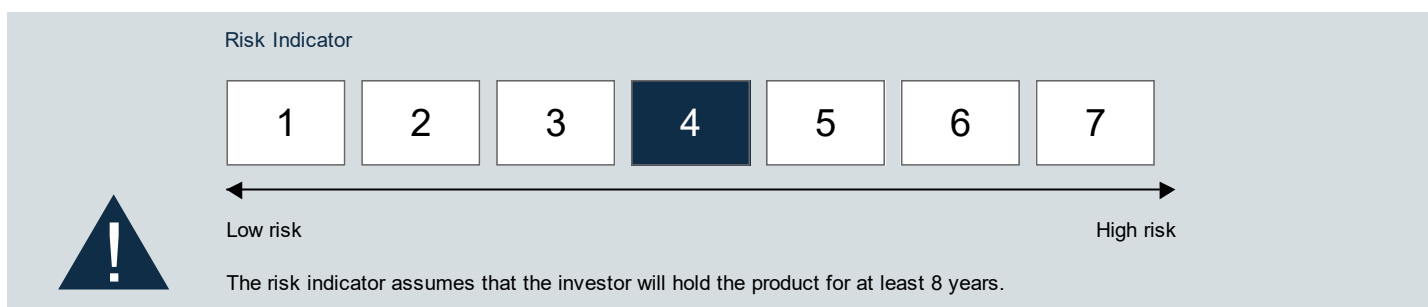 Risk Indicator
1 2 3 4 5 6 7
Low risk High risk
!
The risk indicator assumes that the investor will hold the product for at least 8 years.